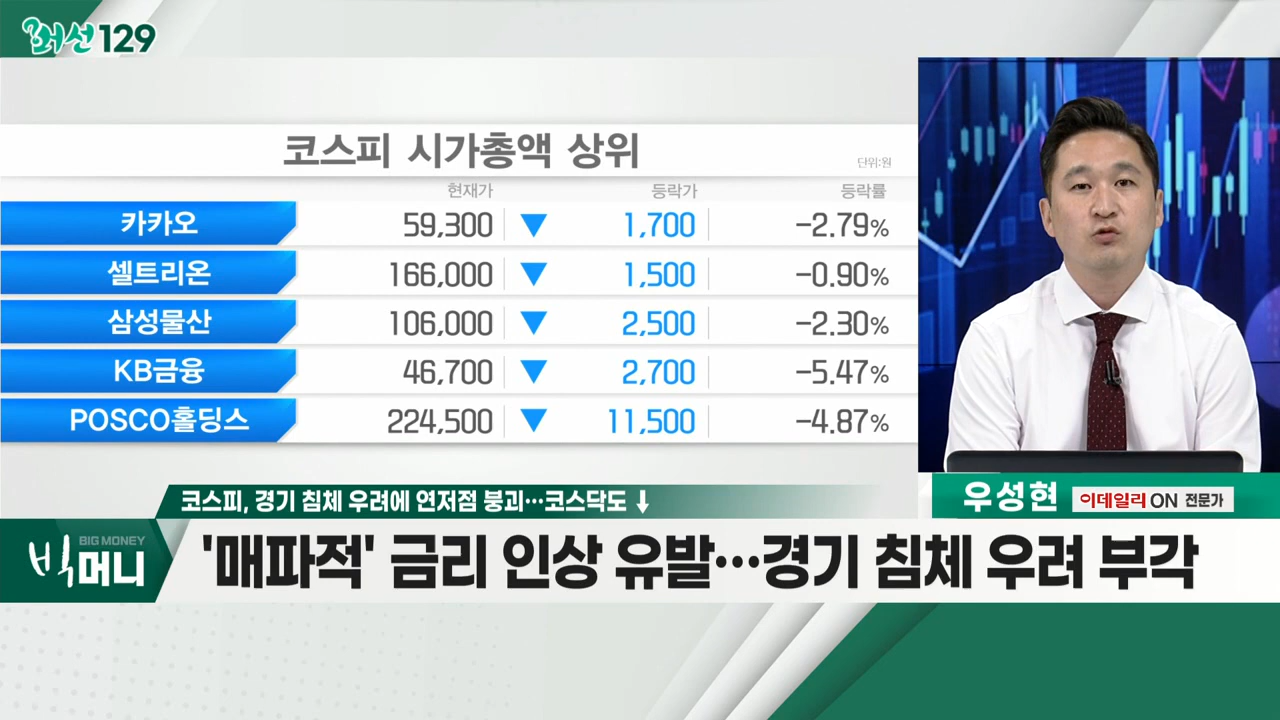 최선129
코스피 시가총액 상위
단위:원
현재가 등락가 등락률
카카오 59,300 ▼ 1,700 -2.79%
셀트리온 166,000 ▼ 1,500 -0.90%
삼성물산 106,000 ▼ 2,500 -2.30%
KB금융 46,700 ▼ 2,700 -5.47%
POSCO홀딩스 224,500 ▼ 11,500 -4.87%
우성현 이데일리ON 전문가
코스피, 경기 침체 우려에 연저점 붕괴…코스닥도 ↓
BIG MONEY
빅머니
'매파적' 금리 인상 유발…경기 침체 우려 부각